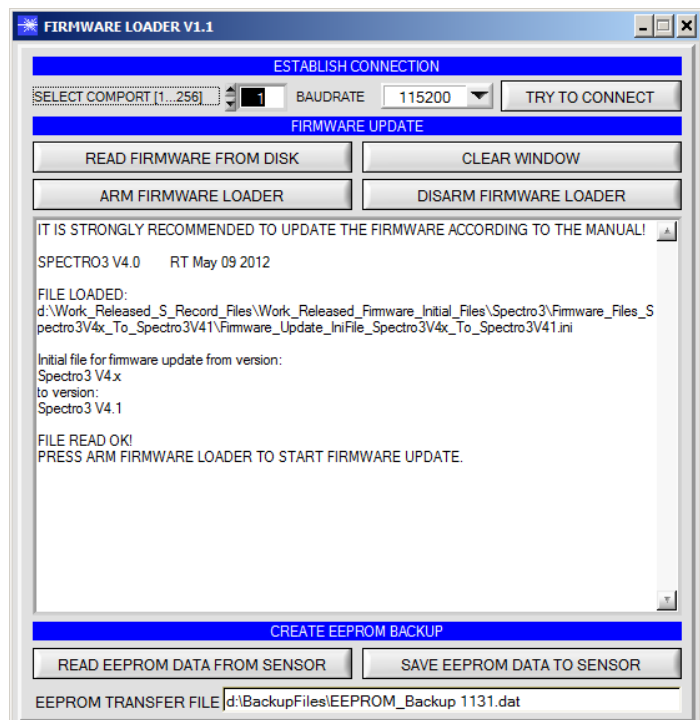 FIRMWARE LOADER V1.1
ESTABLISH CONNECTION
SELECT COMPORT [1...256] 1 BAUDRATE 115200 TRY TO CONNECT
FIRMWARE UPDATE
READ FIRMWARE FROM DISK CLEAR WINDOW
ARM FIRMWARE LOADER DISARM FIRMWARE LOADER
IT IS STRONGLY RECOMMENDED TO UPDATE THE FIRMWARE ACCORDING TO THE MANUAL!
SPECTRO3 V4.0 RT May 09 2012
FILE LOADED:
d:\Work_Released_S_Record_Files\Work_Released_Firmware_Initial_Files\Spectro3\Firmware_Files_S
pectro3V4x_To_Spectro3V41\Firmware_Update_IniFile_Spectro3V4x_To_Spectro3V41.ini
Initial file for firmware update from version:
Spectro3 V4.x
to version:
Spectro3 V4.1
FILE READ OK!
PRESS ARM FIRMWARE LOADER TO START FIRMWARE UPDATE.
CREATE EEPROM BACKUP
READ EEPROM DATA FROM SENSOR SAVE EEPROM DATA TO SENSOR
EEPROM TRANSFER FILE d:\BackupFiles\EEPROM_Backup 1131.dat